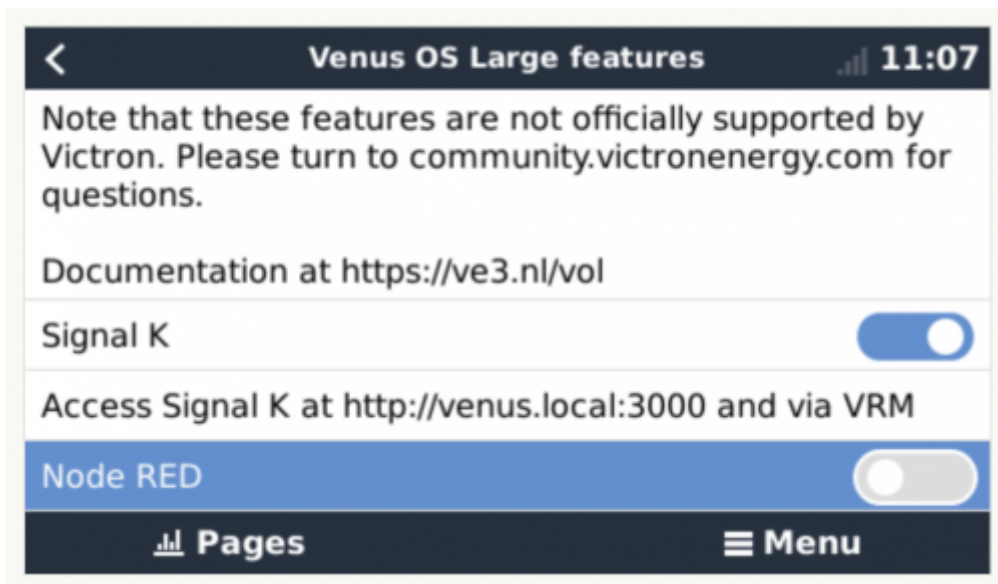 Venus OS Large features 11:07
Note that these features are not officially supported by
Victron. Please turn to community.victronenergy.com for
questions.
Documentation at https://ve3.nl/vol
Signal K
Access Signal K at http://venus.local:3000 and via VRM
Node RED
Pages Menu